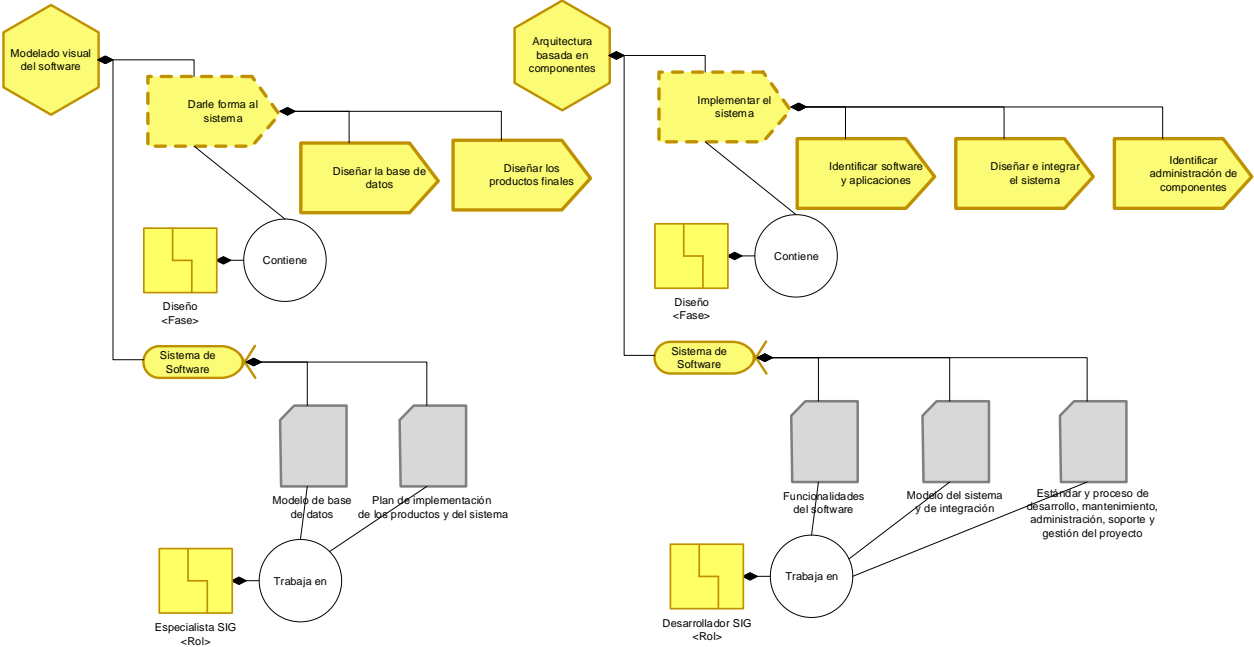 Modelado visual
del software
Darle forma al
sistema
Diseñar la base de
datos
Diseñar los
productos finales
Contiene
Diseño
<Fase>
Sistema de
Software
Modelo de base
de datos
Plan de implementación
de los productos y del sistema
Trabaja en
Especialista SIG
<Rol>
Arquitectura
basada en
componentes
Implementar el
sistema
Identificar software
y aplicaciones
Diseñar e integrar
el sistema
Identificar
administración de
componentes
Contiene
Diseño
<Fase>
Sistema de
Software
Funcionalidades
del software
Modelo del sistema
y de integración
Estándar y proceso de
desarrollo, mantenimiento,
administración, soporte y
gestión del proyecto
Trabaja en
Desarrollador SIG
<Rol>